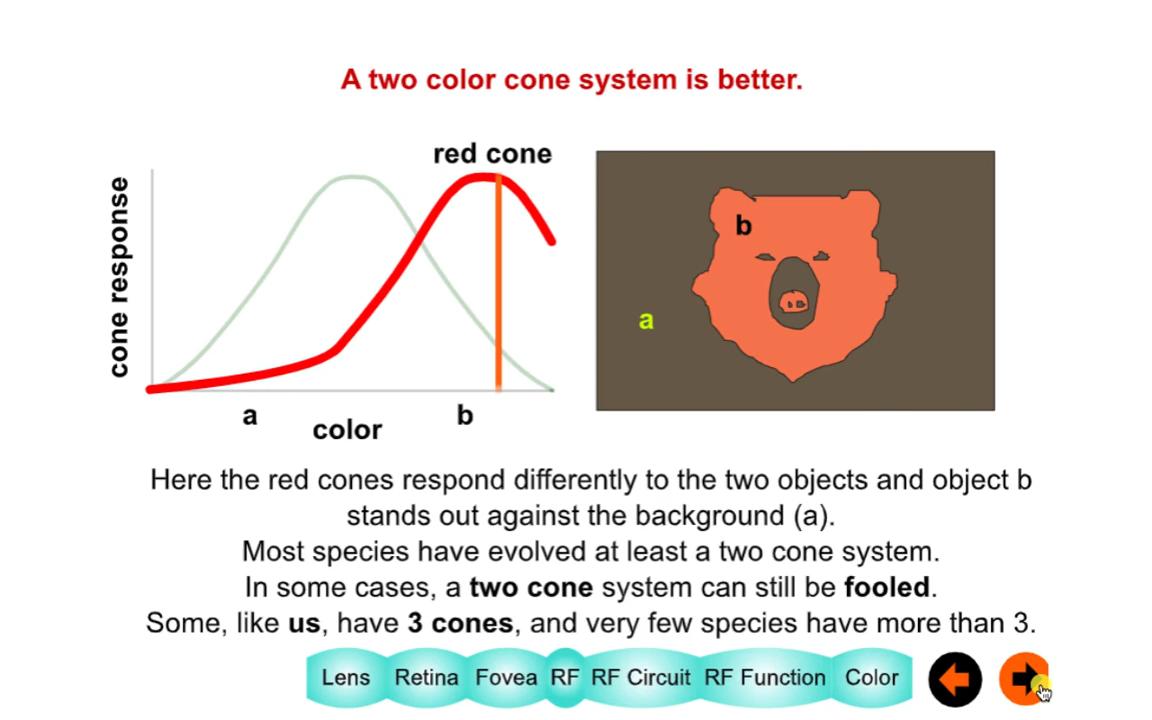 A two color cone system is better.
red cone
cone response
b
a
a
b
color
Here the red cones respond differently to the two objects and object b
stands out against the background (a).
Most species have evolved at least a two cone system.
In some cases, a two cone system can still be fooled.
Some, like us, have 3 cones, and very few species have more than 3.
Lens Retina Fovea RF RF Circuit RF Function Color